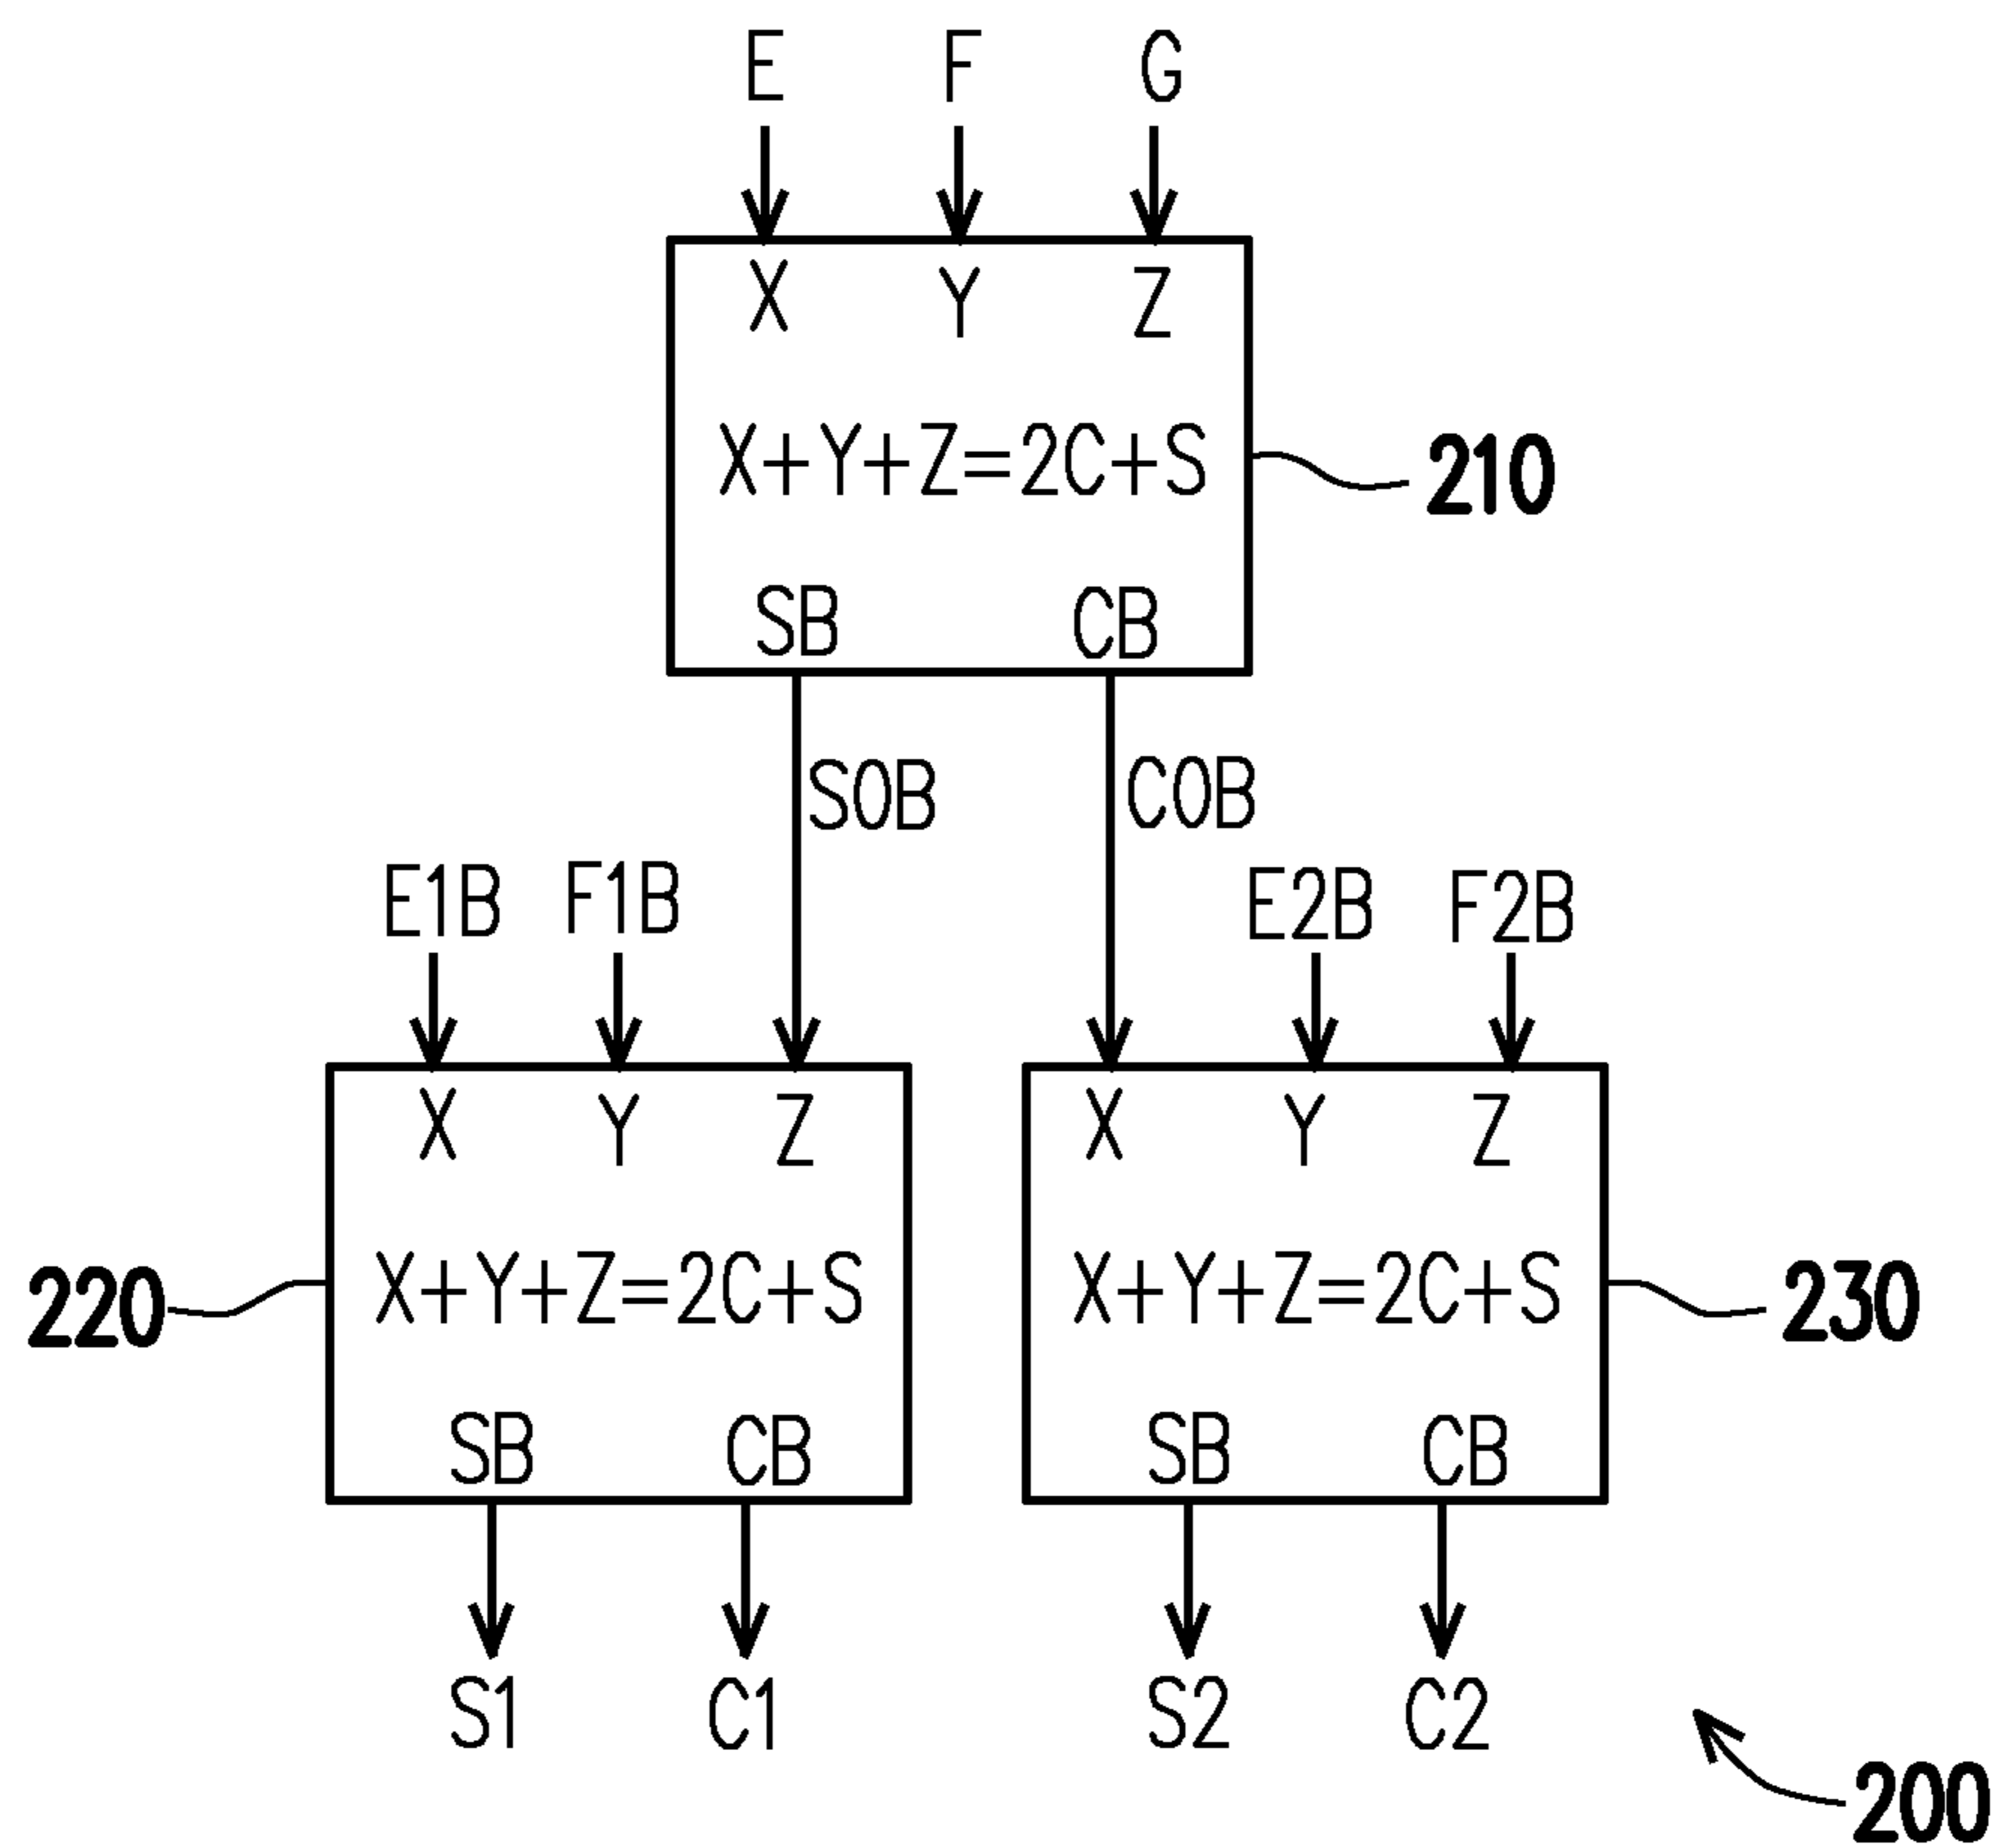 E F G
X Y Z
X+Y+Z=2C+S
210
SB CB
S0B C0B
E1B F1B E2B F2B
X Y Z X Y Z
220 X+Y+Z=2C+S X+Y+Z=2C+S 230
SB CB SB CB
S1 C1 S2 C2
200